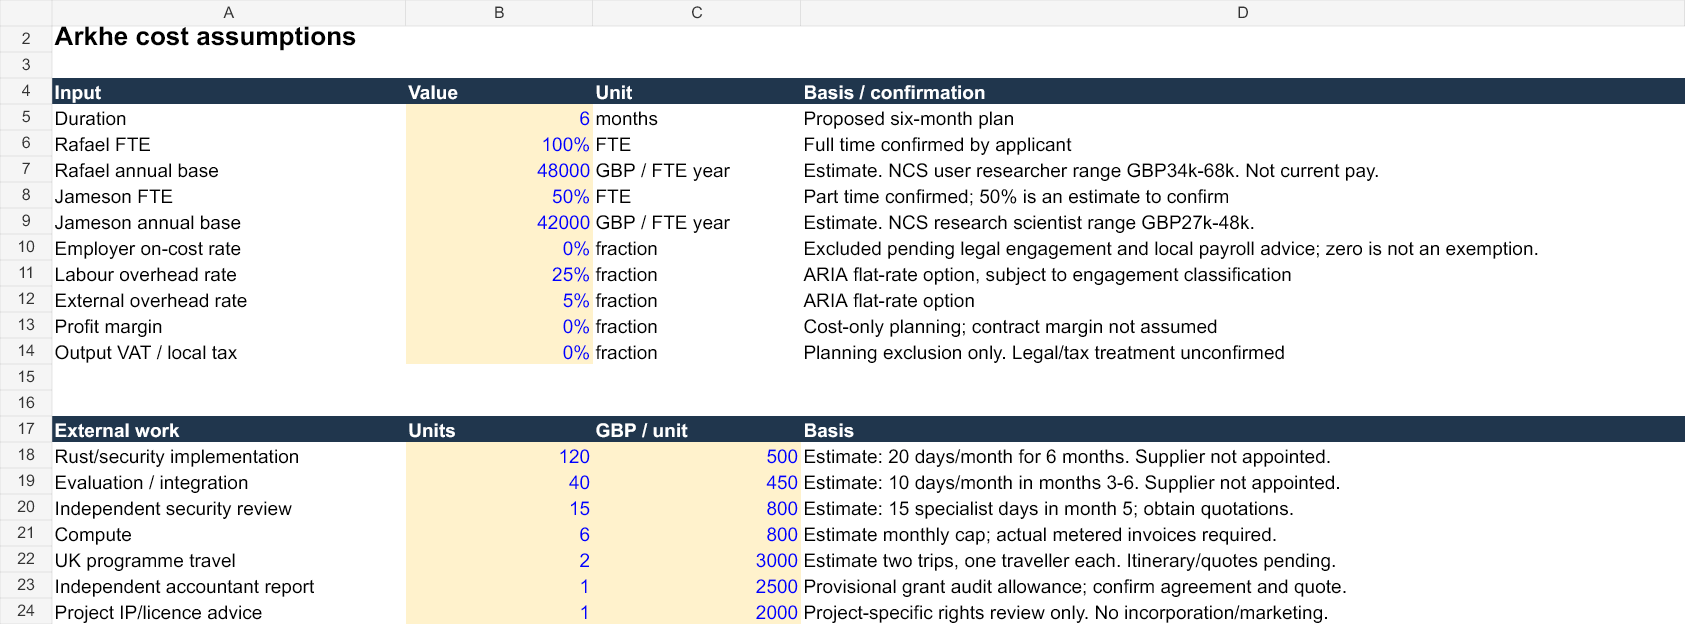 A B C D
2 Arkhe cost assumptions
3
4 Input Value Unit Basis / confirmation
5 Duration 6 months Proposed six-month plan
6 Rafael FTE 100% FTE Full time confirmed by applicant
7 Rafael annual base 48000 GBP / FTE year Estimate. NCS user researcher range GBP34k-68k. Not current pay.
8 Jameson FTE 50% FTE Part time confirmed; 50% is an estimate to confirm
9 Jameson annual base 42000 GBP / FTE year Estimate. NCS research scientist range GBP27k-48k.
10 Employer on-cost rate 0% fraction Excluded pending legal engagement and local payroll advice; zero is not an exemption.
11 Labour overhead rate 25% fraction ARIA flat-rate option, subject to engagement classification
12 External overhead rate 5% fraction ARIA flat-rate option
13 Profit margin 0% fraction Cost-only planning; contract margin not assumed
14 Output VAT / local tax 0% fraction Planning exclusion only. Legal/tax treatment unconfirmed
15
16
17 External work Units GBP / unit Basis
18 Rust/security implementation 120 500 Estimate: 20 days/month for 6 months. Supplier not appointed.
19 Evaluation / integration 40 450 Estimate: 10 days/month in months 3-6. Supplier not appointed.
20 Independent security review 15 800 Estimate: 15 specialist days in month 5; obtain quotations.
21 Compute 6 800 Estimate monthly cap; actual metered invoices required.
22 UK programme travel 2 3000 Estimate two trips, one traveller each. Itinerary/quotes pending.
23 Independent accountant report 1 2500 Provisional grant audit allowance; confirm agreement and quote.
24 Project IP/licence advice 1 2000 Project-specific rights review only. No incorporation/marketing.